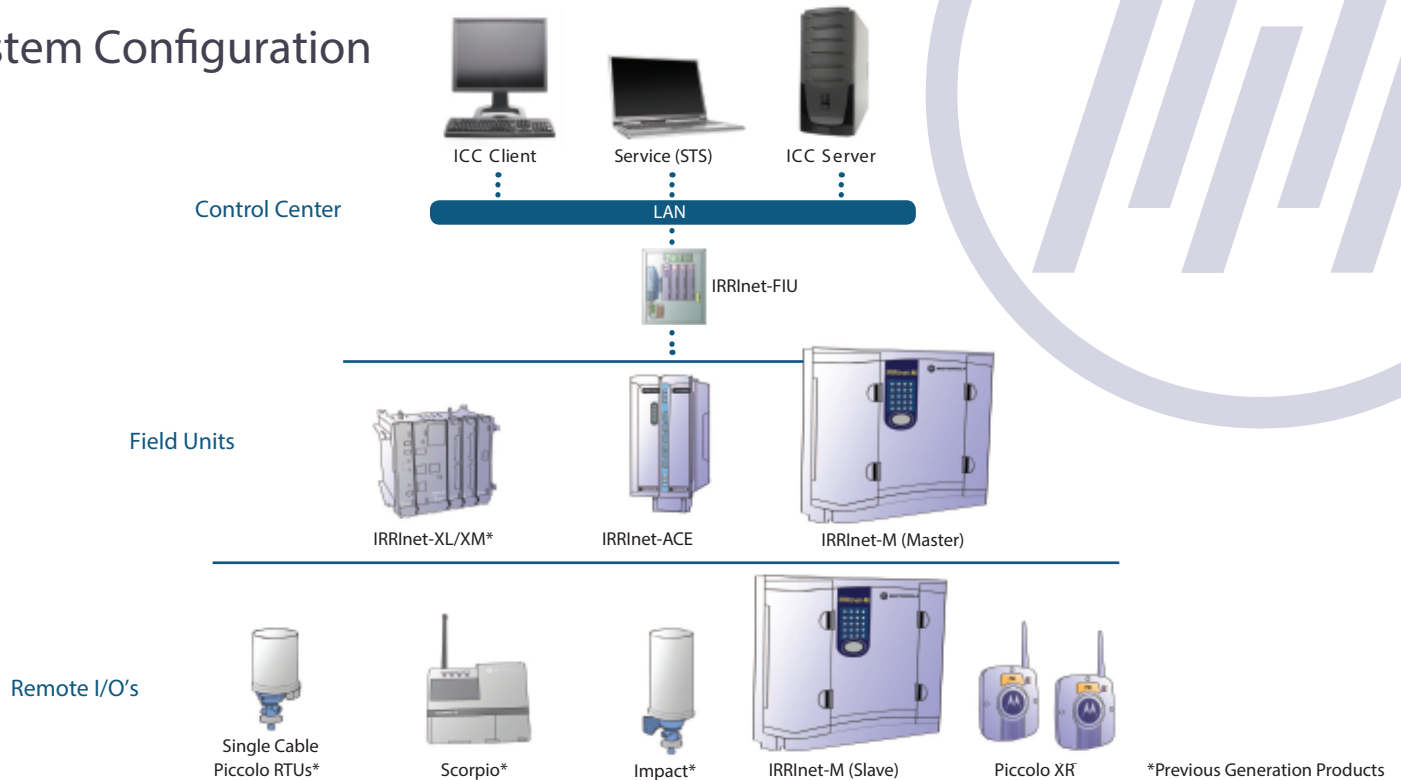 stem Configuration
ICC Client
Service (STS)
ICC Server
Control Center
LAN
IRRInet-FIU
Field Units
IRRInet-XL/XM*
IRRInet-ACE
IRRInet-M (Master)
Remote I/O's
Single Cable
Piccolo RTUs*
Scorpio*
Impact*
IRRInet-M (Slave)
Piccolo XR
*Previous Generation Products